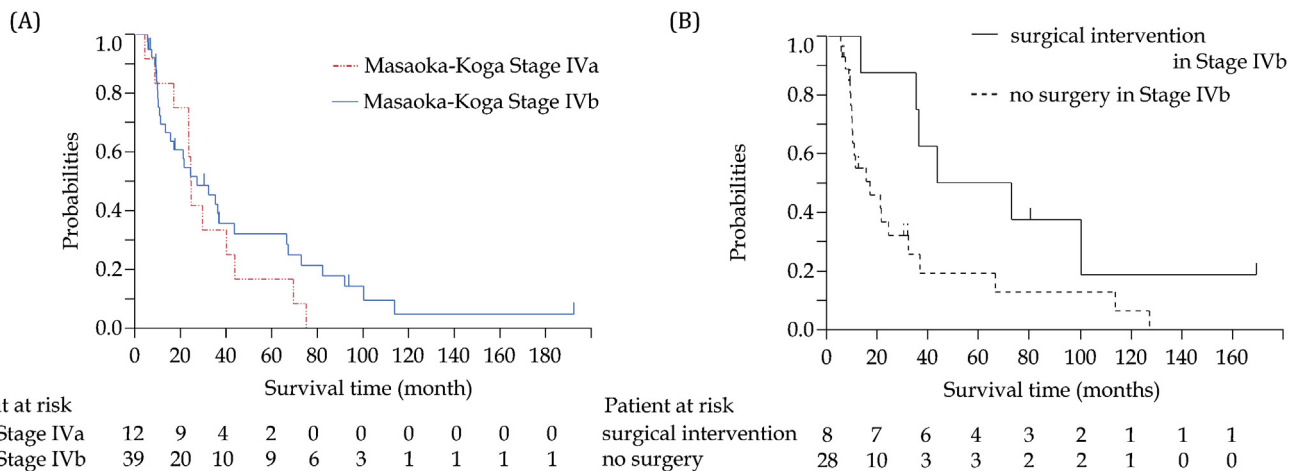 (A)
1.0
0.8
0.6
0.4
0.2
0.0
Probabilities
Masaoka-Koga Stage IVa
Masaoka-Koga Stage IVb
0 20 40 60 80 100 120 140 160 180
Survival time (month)
t at risk
Stage IVa 12 9 4 2 0 0 0 0 0 0
Stage IVb 39 20 10 9 6 3 1 1 1 1
(B)
1.0
0.8
0.6
0.4
0.2
0.0
Probabilities
surgical intervention
in Stage IVb
no surgery in Stage IVb
0 20 40 60 80 100 120 140 160
Survival time (months)
Patient at risk
surgical intervention 8 7 6 4 3 2 1 1 1
no surgery 28 10 3 3 2 2 1 0 0